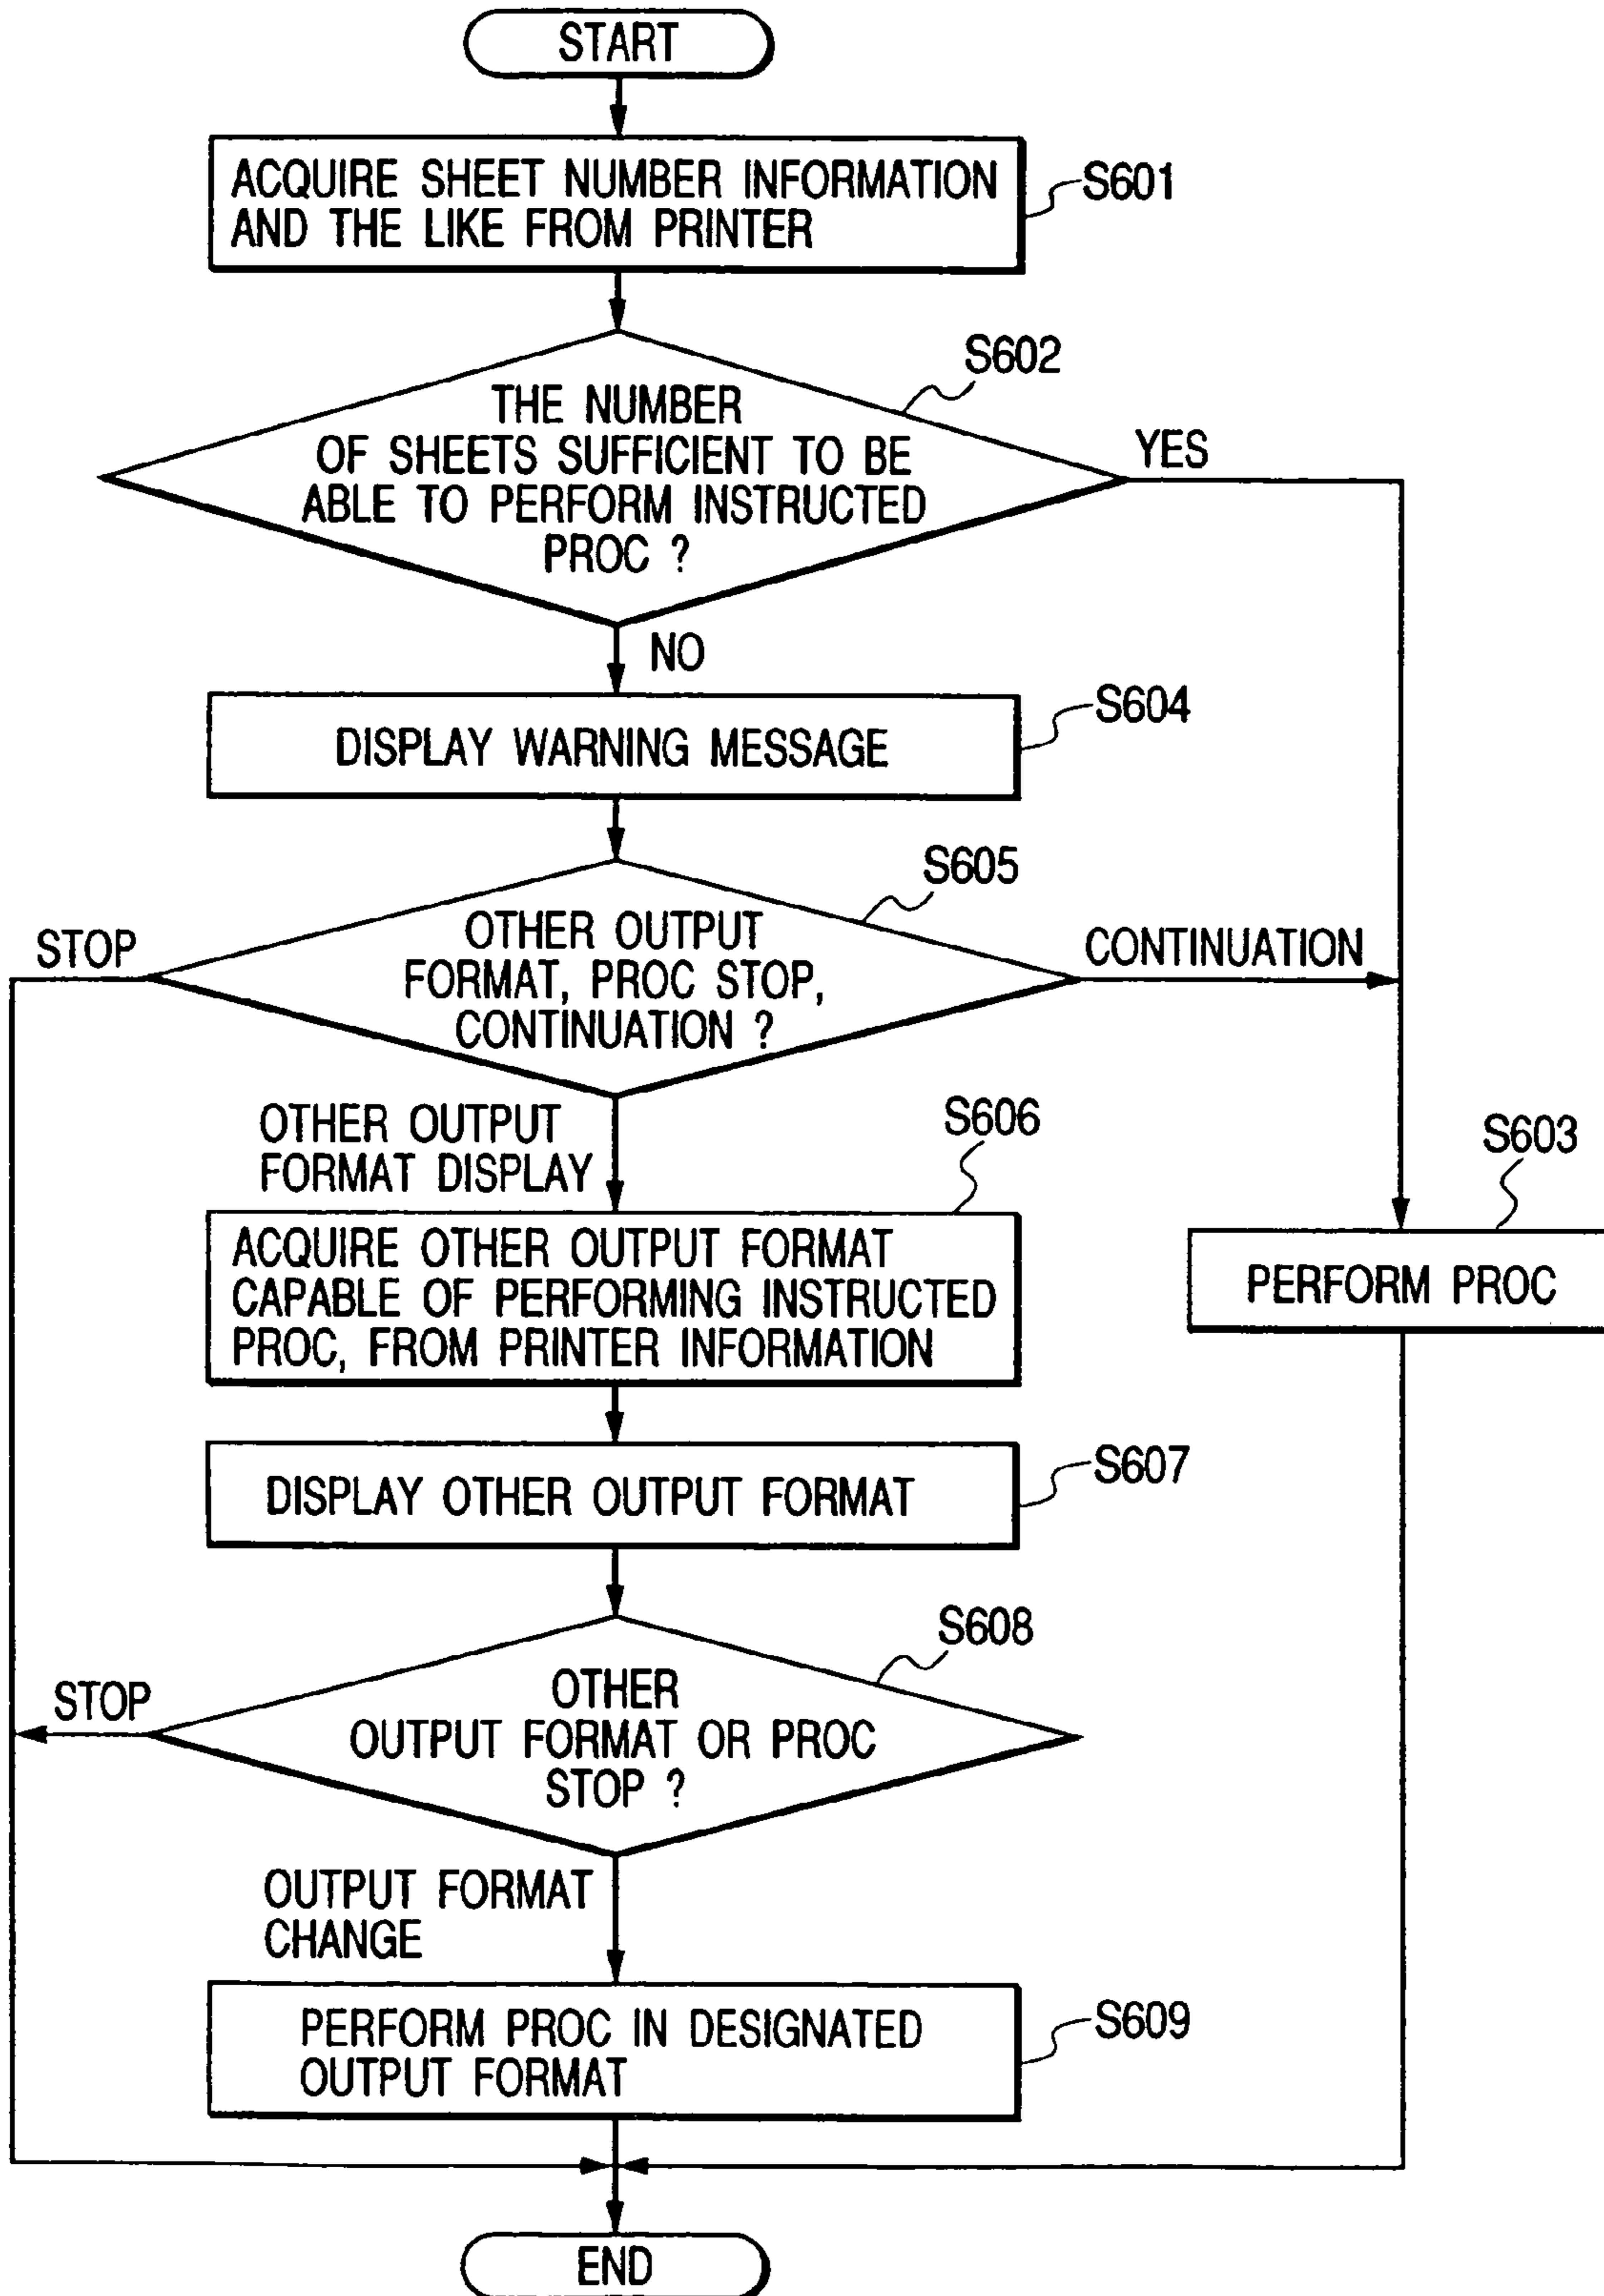 START
ACQUIRE SHEET NUMBER INFORMATION
AND THE LIKE FROM PRINTER
S601
S602
THE NUMBER
OF SHEETS SUFFICIENT TO BE
ABLE TO PERFORM INSTRUCTED
PROC ?
YES
NO
DISPLAY WARNING MESSAGE
S604
S605
OTHER OUTPUT
FORMAT, PROC STOP,
CONTINUATION ?
STOP
CONTINUATION
OTHER OUTPUT
FORMAT DISPLAY
S606
S603
ACQUIRE OTHER OUTPUT FORMAT
CAPABLE OF PERFORMING INSTRUCTED
PROC, FROM PRINTER INFORMATION
PERFORM PROC
DISPLAY OTHER OUTPUT FORMAT
S607
S608
OTHER
OUTPUT FORMAT OR PROC
STOP ?
STOP
OUTPUT FORMAT
CHANGE
PERFORM PROC IN DESIGNATED
OUTPUT FORMAT
S609
END